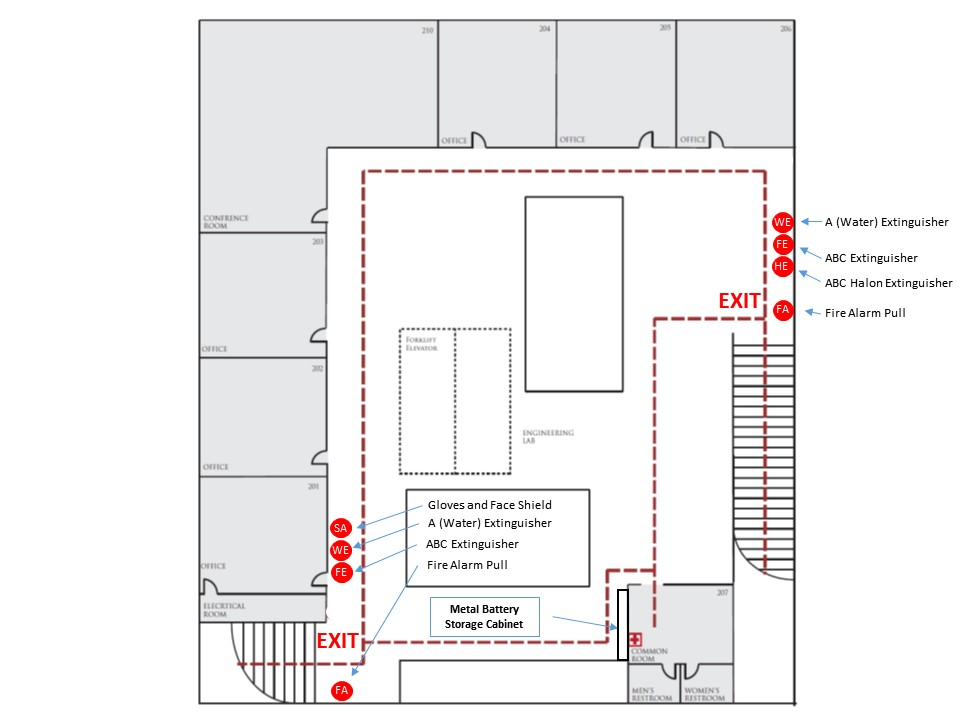 210
204
205
206
OFFICE
OFFICE
OFFICE
CONFRENCE
ROOM
203
WE
A (Water) Extinguisher
FE
ABC Extinguisher
HE
ABC Halon Extinguisher
EXIT
FA
Fire Alarm Pull
FORKLIFT
ELEVATOR
OFFICE
202
ENGINEERING
LAB
OFFICE
201
Gloves and Face Shield
SA
A (Water) Extinguisher
WE
ABC Extinguisher
FE
Fire Alarm Pull
OFFICE
207
ELECRTICAL
ROOM
Metal Battery
Storage Cabinet
EXIT
COMMON
ROOM
FA
MEN'S
RESTROOM
WOMEN'S
RESTROOM